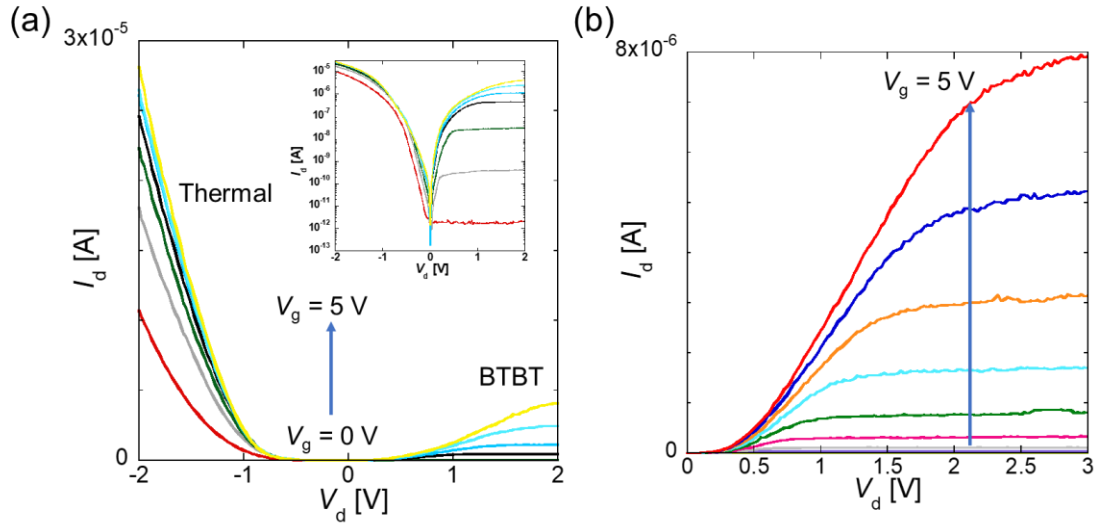 (a)
3x10⁻⁵
Thermal
I_d [A]
V_g = 5 V
V_g = 0 V
BTBT
0
-2
-1
0
1
2
V_d [V]
10⁻⁵
10⁻⁶
10⁻⁷
10⁻⁸
10⁻⁹
10⁻¹⁰
10⁻¹¹
10⁻¹²
10⁻¹³
I_d [A]
-2
-1
0
1
2
V_d [V]
(b)
8x10⁻⁶
V_g = 5 V
I_d [A]
0
0
0.5
1
1.5
2
2.5
3
V_d [V]